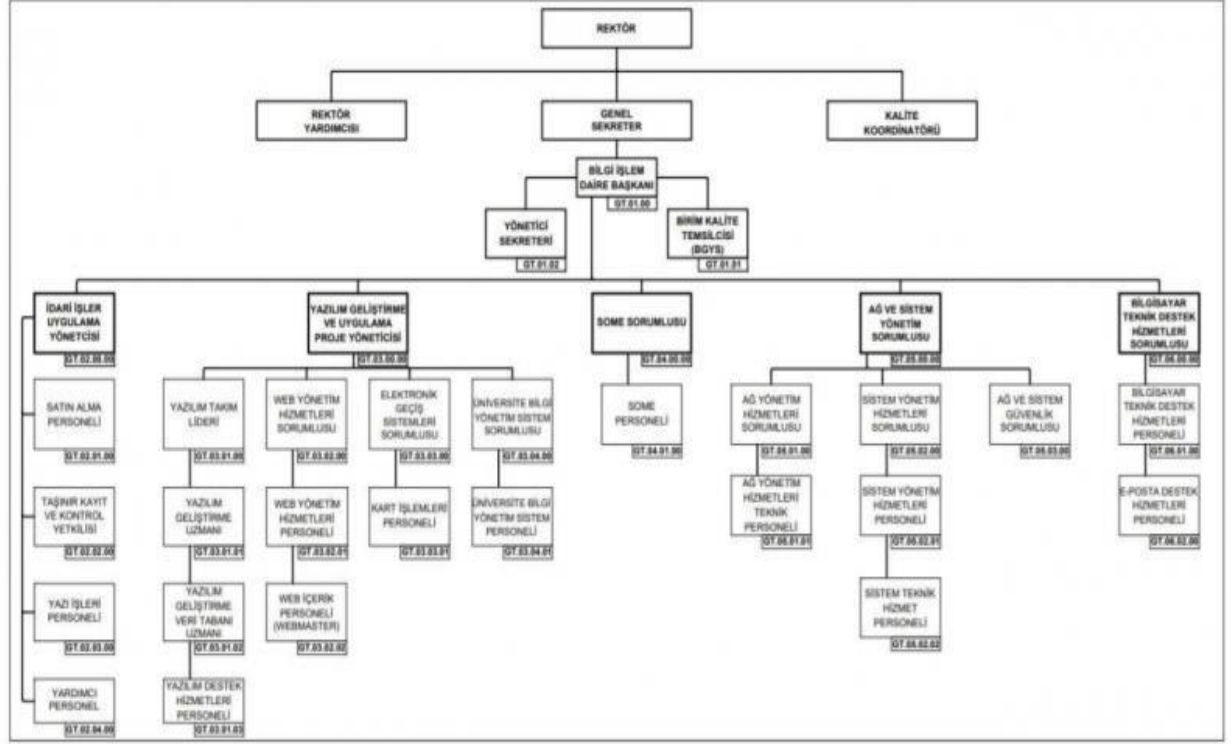 REKTÖR
REKTÖR
YARDIMCISI
GENEL
SEKRETER
KALİTE
KOORDİNATÖRÜ
BİLGİ İŞLEM
DAİRE BAŞKANI
GT.01.00
YÖNETİCİ
SEKRETERİ
GT.01.02
BİRİM KALİTE
TEMSİLCİSİ
(BGYS)
GT.01.01
İDARİ İŞLER
UYGULAMA
YÖNETCİSİ
GT.02.00.00
YAZILIM GELİŞTİRME
VE UYGULAMA
PROJE YÖNETİCİSİ
GT.03.00.00
SOME SORUMLUSU
GT.04.00.00
AĞ VE SİSTEM
YÖNETİM
SORUMLUSU
GT.05.00.00
BİLGİSAYAR
TEKNİK DESTEK
HİZMETLERİ
SORUMLUSU
GT.06.00.00
SATIN ALMA
PERSONELİ
GT.02.01.00
YAZILIM TAKIM
LİDERİ
GT.03.01.00
WEB YÖNETİM
HİZMETLERİ
SORUMLUSU
GT.03.02.00
ELEKTRONİK
GEÇİŞ
SİSTEMLERİ
SORUMLUSU
GT.03.03.00
ÜNİVERSİTE BİLGİ
YÖNETİM SİSTEM
SORUMLUSU
GT.03.04.00
SOME
PERSONELİ
GT.04.01.00
AĞ YÖNETİM
HİZMETLERİ
SORUMLUSU
GT.05.01.00
SİSTEM YÖNETİM
HİZMETLERİ
SORUMLUSU
GT.05.02.00
AĞ VE SİSTEM
GÜVENLİK
SORUMLUSU
GT.05.03.00
BİLGİSAYAR
TEKNİK DESTEK
HİZMETLERİ
PERSONELİ
GT.06.01.00
TAŞINIR KAYIT
VE KONTROL
YETKİLİSİ
GT.02.02.00
YAZILIM
GELİŞTİRME
UZMANI
GT.03.01.01
WEB YÖNETİM
HİZMETLERİ
PERSONELİ
GT.03.02.01
KART İŞLEMLERİ
PERSONELİ
GT.03.03.01
ÜNİVERSİTE BİLGİ
YÖNETİM SİSTEM
PERSONELİ
GT.03.04.01
AĞ YÖNETİM
HİZMETLERİ
TEKNİK
PERSONELİ
GT.05.01.01
SİSTEM YÖNETİM
HİZMETLERİ
PERSONELİ
GT.05.02.01
E-POSTA DESTEK
HİZMETLERİ
PERSONELİ
GT.06.02.00
YAZI İŞLERİ
PERSONELİ
GT.02.03.00
YAZILIM
GELİŞTİRME
VERİ TABANI
UZMANI
GT.03.01.02
WEB İÇERİK
PERSONELİ
(WEBMASTER)
GT.03.02.02
SİSTEM TEKNİK
HİZMET
PERSONELİ
GT.05.02.02
YARDIMCI
PERSONEL
GT.02.04.00
YAZILIM DESTEK
HİZMETLERİ
PERSONELİ
GT.03.01.03